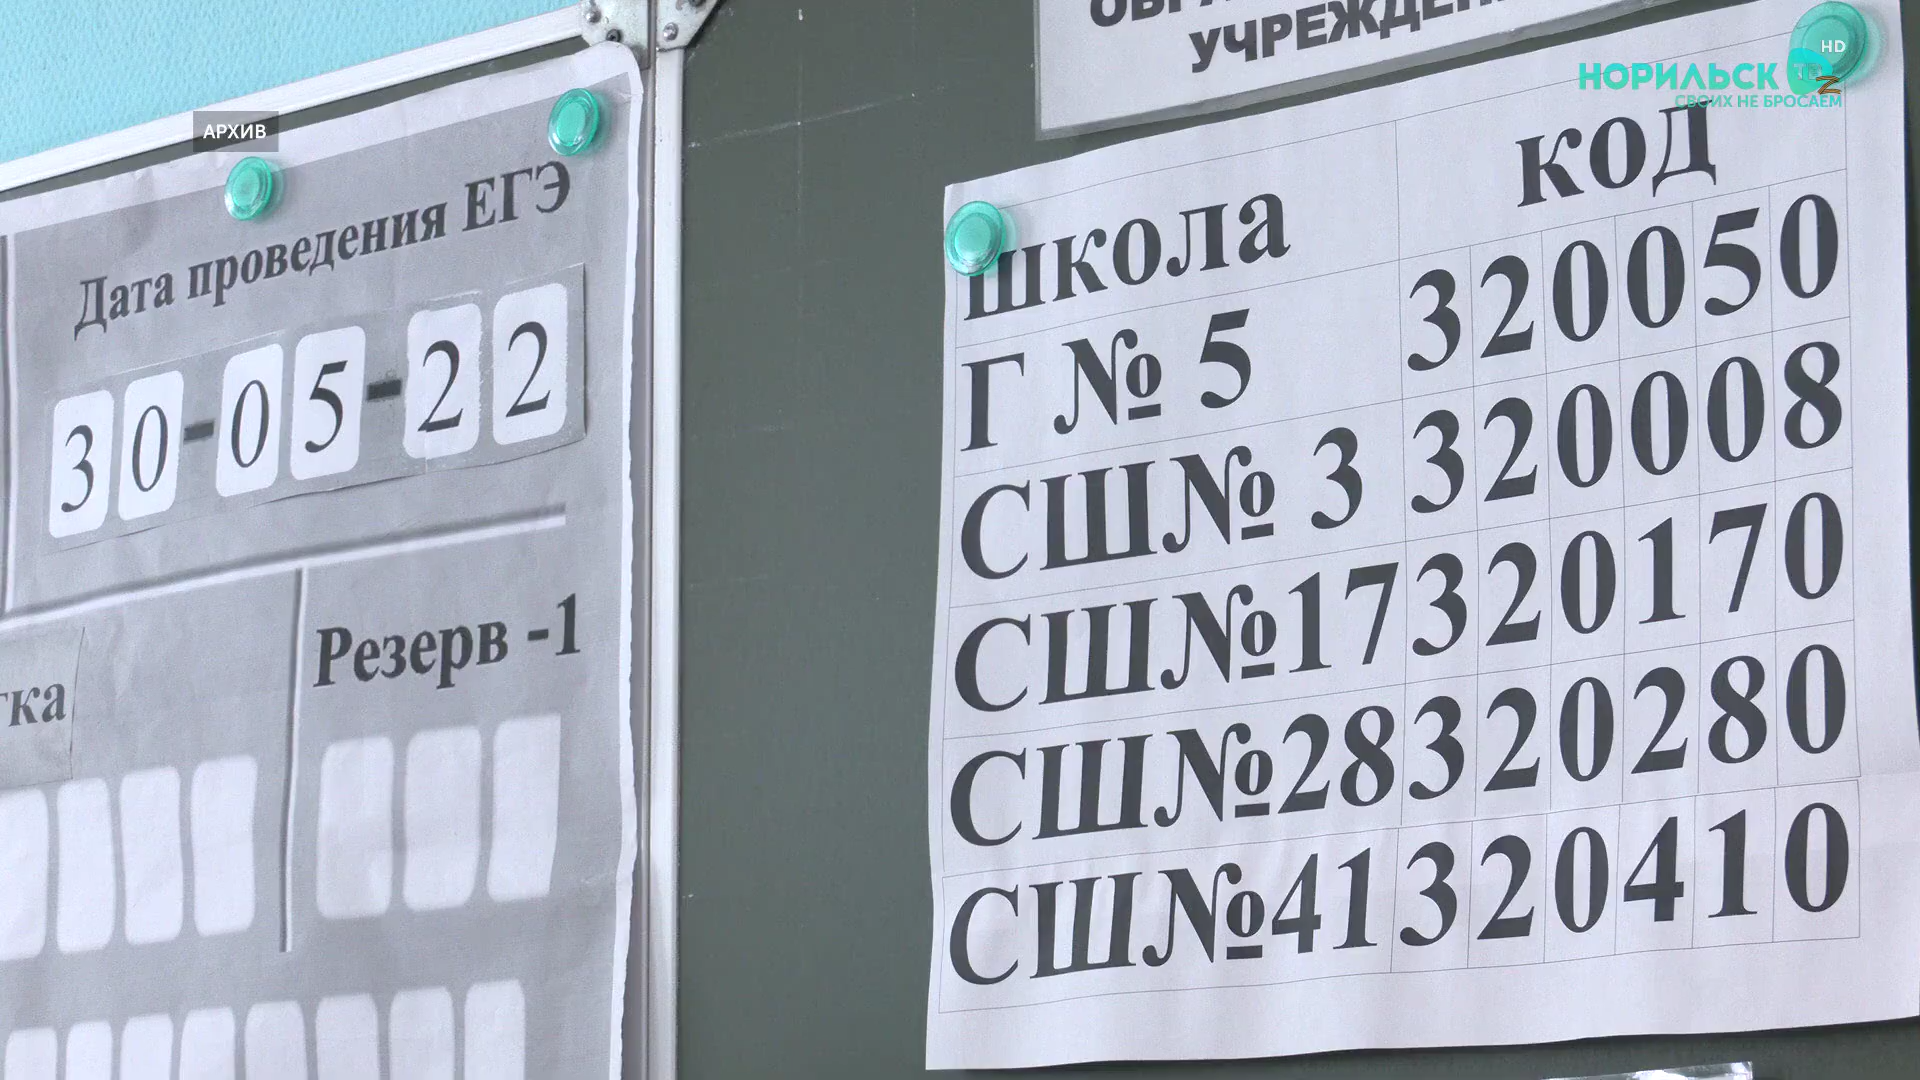 АРХИВ
Дата проведения ЕГЭ
30-05-22
Резерв -1
УЧРЕЖДЕН
HD
НОРИЛЬСК
СВОИХ НЕ БРОСАЕМ
школа код
Г № 5 320050
СШ№ 3 320008
СШ№17 320170
СШ№28 320280
СШ№41 320410